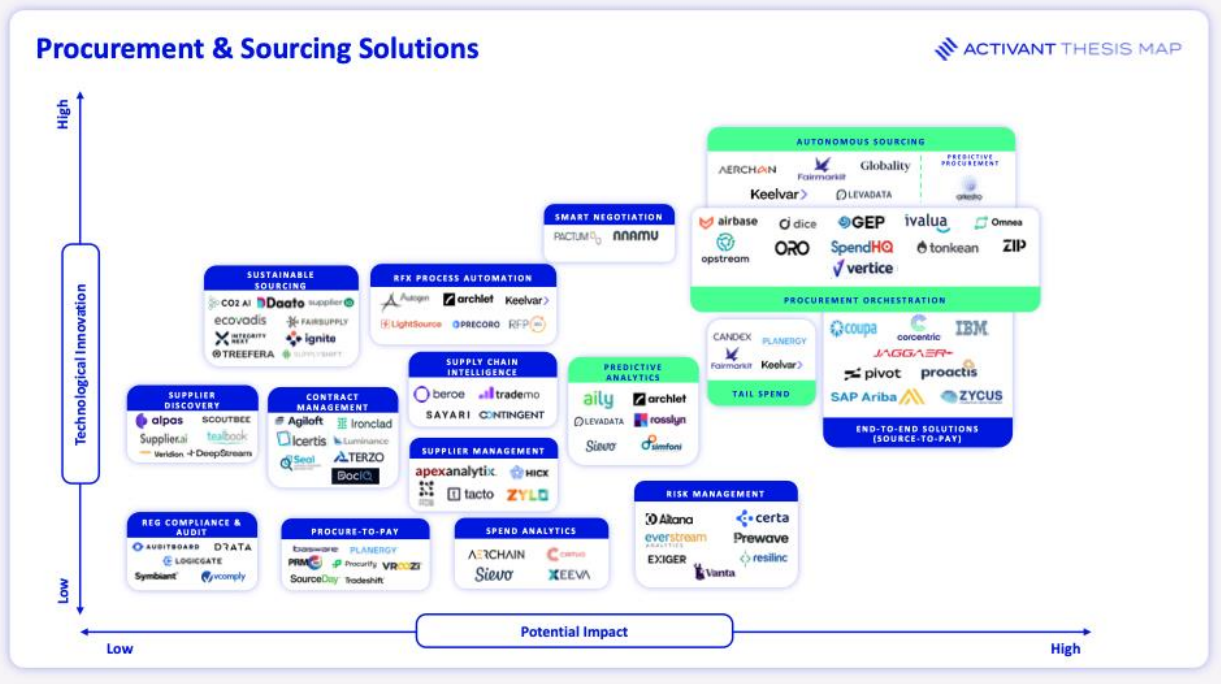 Procurement & Sourcing Solutions
ACTIVANT THESIS MAP
High
Technological Innovation
Low
AUTONOMOUS SOURCING
AERCHAIN
Fairmarkit
Globality
PREDICTIVE
PROCUREMENT
Keelvar
LEVADATA
arkestro
SMART NEGOTIATION
PACTUM
nnamu
airbase
dice
GEP
ivalua
Omnea
opstream
ORO
SpendHQ
tonkean
ZIP
vertice
PROCUREMENT ORCHESTRATION
SUSTAINABLE
SOURCING
CO2 AI
Daato
supplier
ecovadis
FAIRSUPPLY
INTEGRITY
NEXT
ignite
TREEFERA
SUPPLYSHIFT
RFX PROCESS AUTOMATION
Autogen
archlet
Keelvar
LightSource
PRECORO
RFP
CANDEX
PLANERGY
Fairmarkit
Keelvar
TAIL SPEND
coupa
corcentric
IBM
JAGGAER
pivot
proactis
SAP Ariba
ZYCUS
END-TO-END SOLUTIONS
(SOURCE-TO-PAY)
SUPPLY CHAIN
INTELLIGENCE
beroe
trademo
SAYARI
CONTINGENT
PREDICTIVE
ANALYTICS
aily
archlet
LEVADATA
rosslyn
Sievo
simfoni
SUPPLIER
DISCOVERY
alpas
SCOUTBEE
Supplier.ai
tealbook
Veridion
DeepStream
CONTRACT
MANAGEMENT
Agiloft
Ironclad
Icertis
Luminance
Seal
TERZO
DocIQ
SUPPLIER MANAGEMENT
apexanalytix
HICX
tacto
ZYLO
RISK MANAGEMENT
Altana
certa
everstream
ANALYTICS
Prewave
EXIGER
resilinc
Vanta
REG COMPLIANCE &
AUDIT
AUDITBOARD
DRATA
LOGICGATE
Symbiant
vcomply
PROCURE-TO-PAY
basware
PLANERGY
PRM
Procurify
VROOZI
SourceDay
Tradeshift
SPEND ANALYTICS
AERCHAIN
Sievo
XEEVA
Potential Impact
Low
High